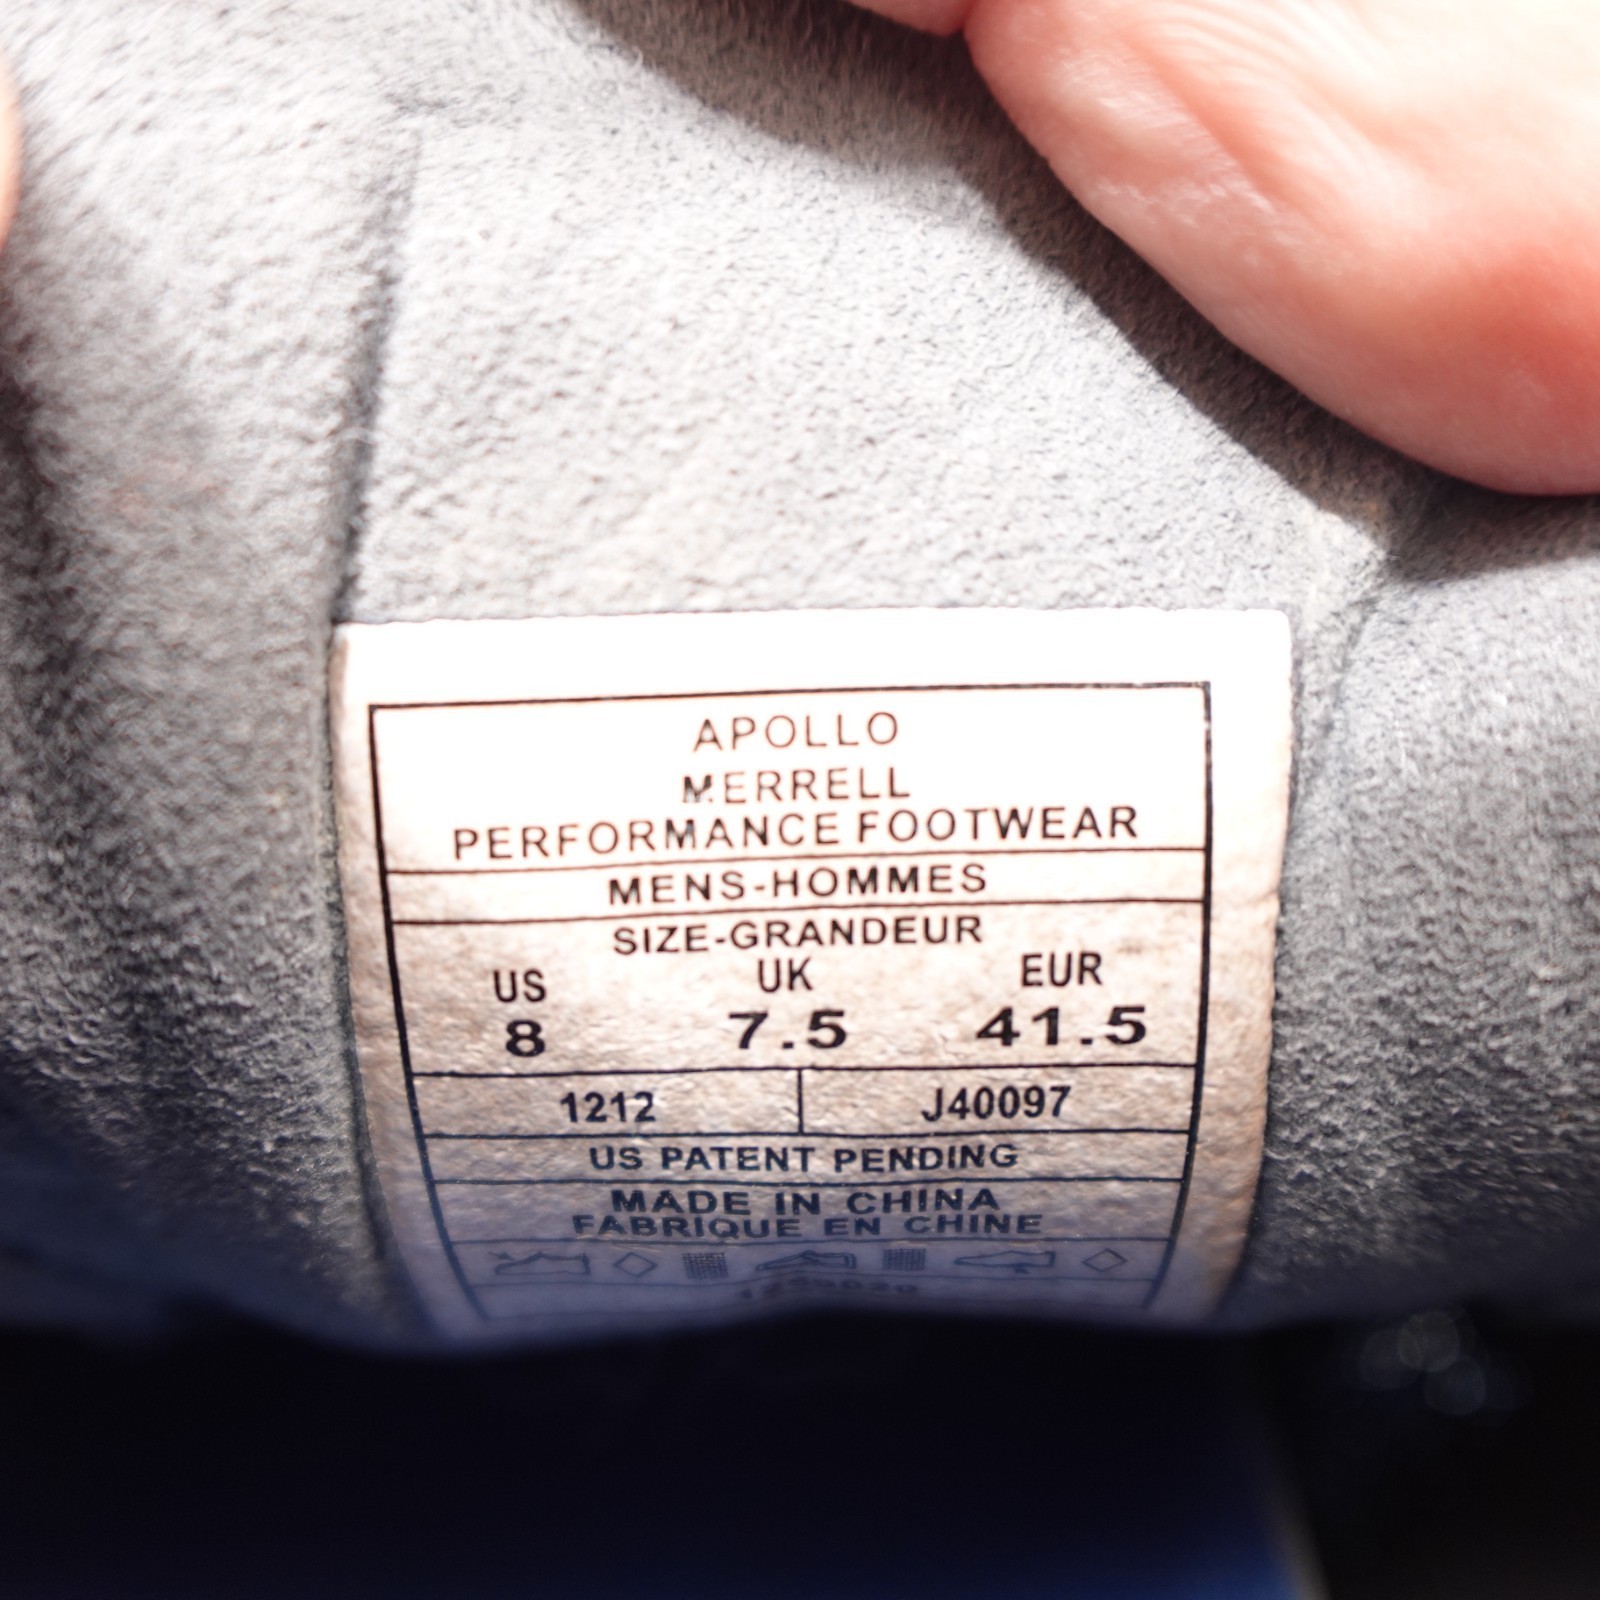 APOLLO
MERRELL
PERFORMANCE FOOTWEAR
MENS-HOMMES
SIZE-GRANDEUR
US UK EUR
8 7.5 41.5
1212 J40097
US PATENT PENDING
MADE IN CHINA
FABRIQUE EN CHINE